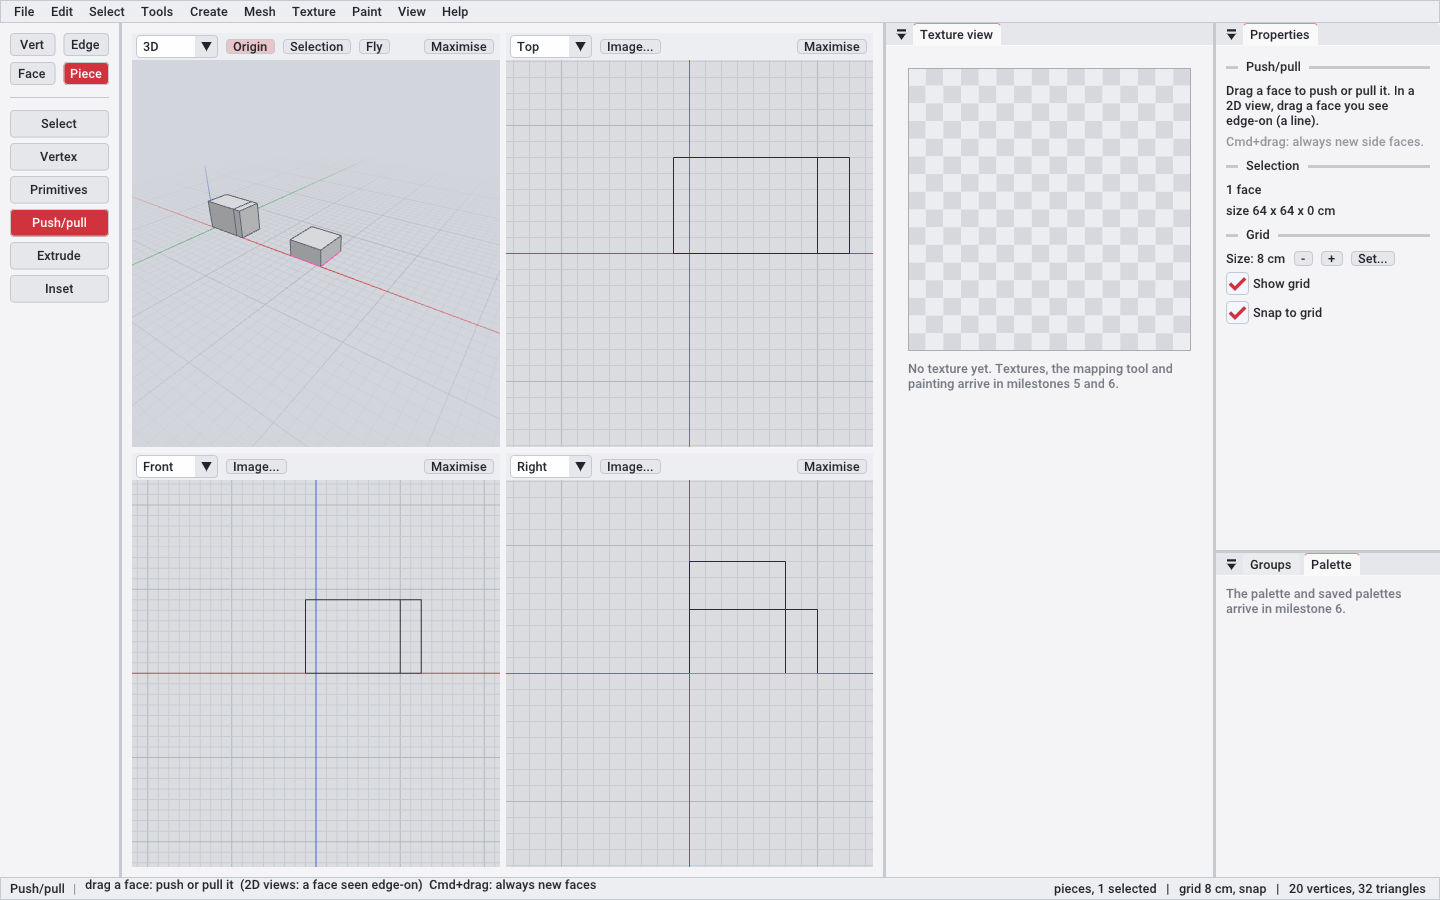 File Edit Select Tools Create Mesh Texture Paint View Help
Vert Edge
Face Piece
Select
Vertex
Primitives
Push/pull
Extrude
Inset
3D Origin Selection Fly Maximise
Top Image... Maximise
Front Image... Maximise
Right Image... Maximise
Texture view
No texture yet. Textures, the mapping tool and
painting arrive in milestones 5 and 6.
Properties
Push/pull
Drag a face to push or pull it. In a
2D view, drag a face you see
edge-on (a line).
Cmd+drag: always new side faces.
Selection
1 face
size 64 x 64 x 0 cm
Grid
Size: 8 cm - + Set...
Show grid
Snap to grid
Groups Palette
The palette and saved palettes
arrive in milestone 6.
Push/pull | drag a face: push or pull it (2D views: a face seen edge-on) Cmd+drag: always new faces
pieces, 1 selected | grid 8 cm, snap | 20 vertices, 32 triangles